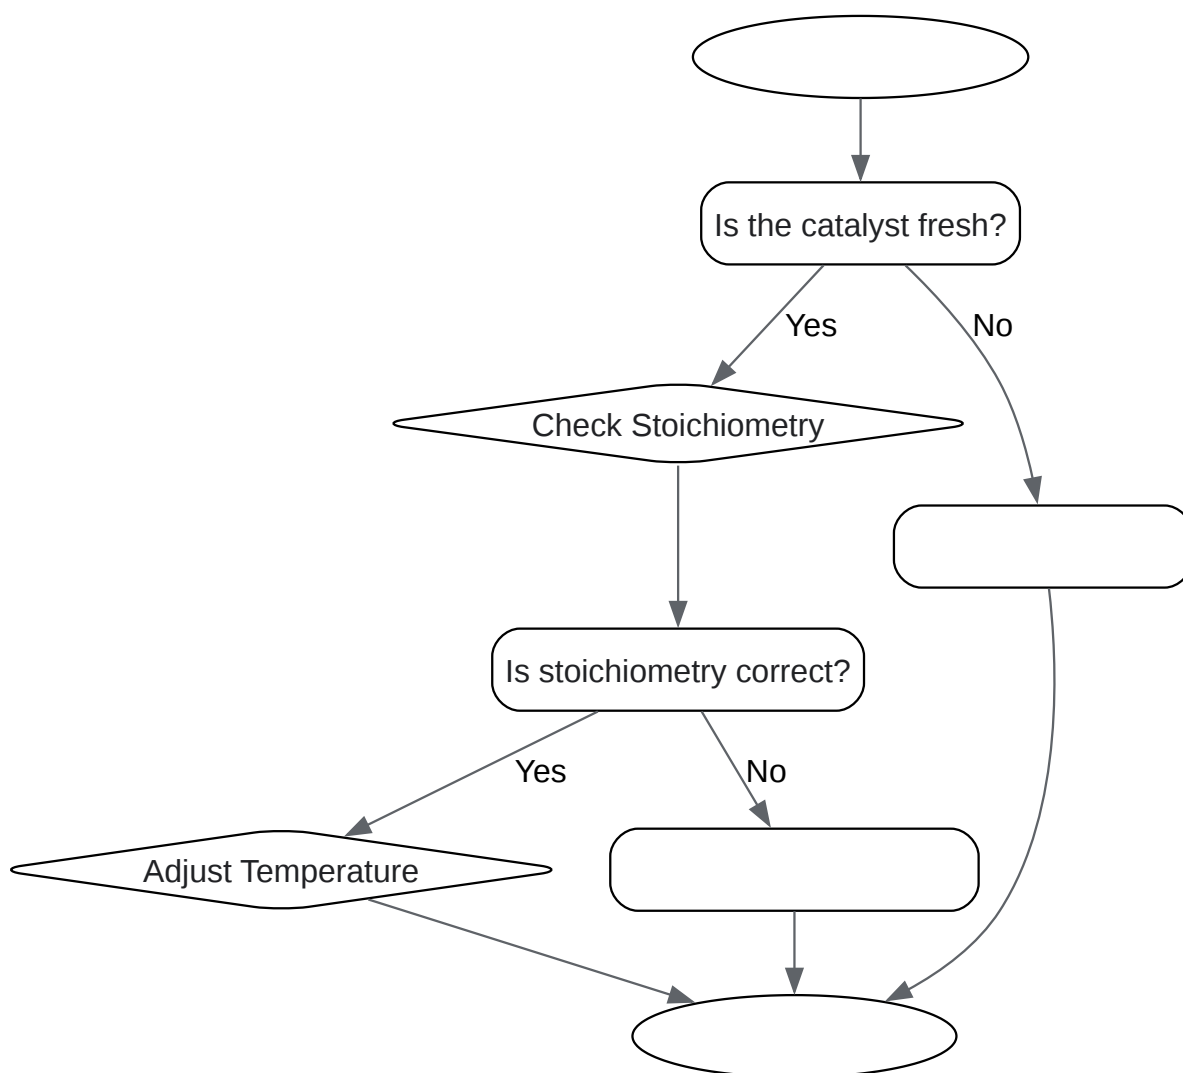 Is the catalyst fresh?
Yes
No
Check Stoichiometry
Is stoichiometry correct?
Yes
No
Adjust Temperature